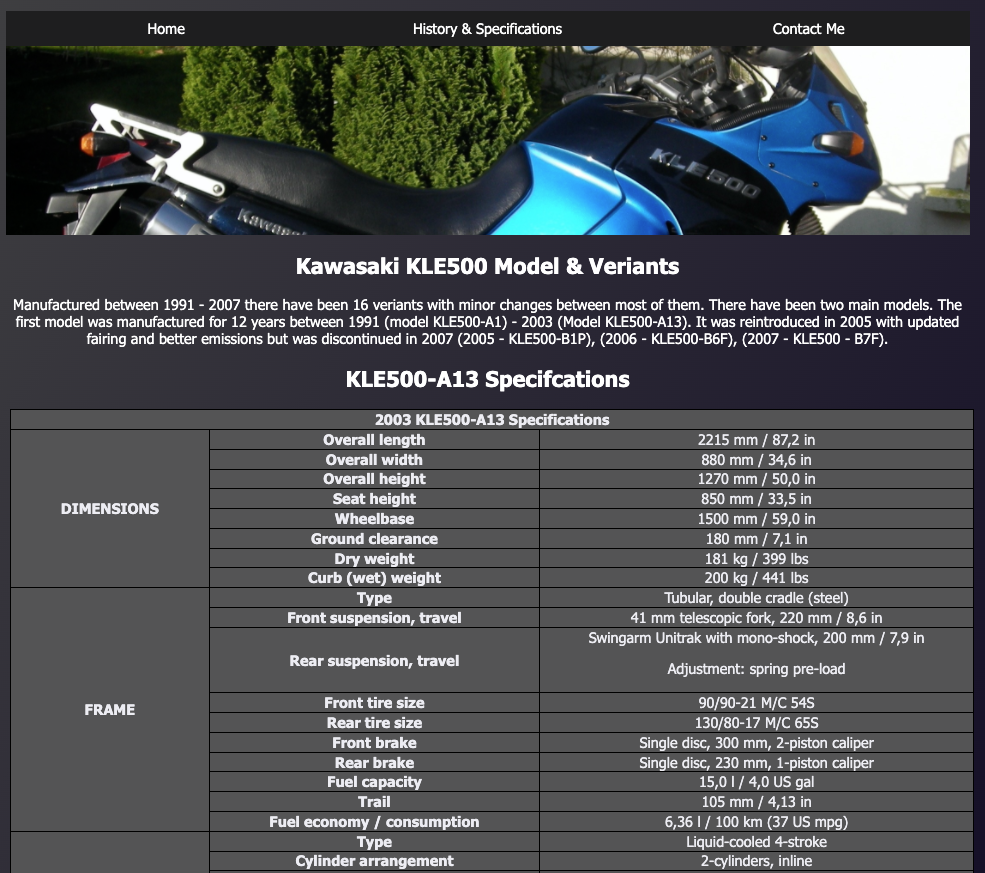 Home
History & Specifications
Contact Me
KLE500
Kawasaki
Kawasaki KLE500 Model & Veriants
Manufactured between 1991 - 2007 there have been 16 veriants with minor changes between most of them. There have been two main models. The
first model was manufactured for 12 years between 1991 (model KLE500-A1) - 2003 (Model KLE500-A13). It was reintroduced in 2005 with updated
fairing and better emissions but was discontinued in 2007 (2005 - KLE500-B1P), (2006 - KLE500-B6F), (2007 - KLE500 - B7F).
KLE500-A13 Specifcations
2003 KLE500-A13 Specifications
DIMENSIONS
Overall length 2215 mm / 87,2 in
Overall width 880 mm / 34,6 in
Overall height 1270 mm / 50,0 in
Seat height 850 mm / 33,5 in
Wheelbase 1500 mm / 59,0 in
Ground clearance 180 mm / 7,1 in
Dry weight 181 kg / 399 lbs
Curb (wet) weight 200 kg / 441 lbs
FRAME
Type Tubular, double cradle (steel)
Front suspension, travel 41 mm telescopic fork, 220 mm / 8,6 in
Rear suspension, travel Swingarm Unitrak with mono-shock, 200 mm / 7,9 in
Adjustment: spring pre-load
Front tire size 90/90-21 M/C 54S
Rear tire size 130/80-17 M/C 65S
Front brake Single disc, 300 mm, 2-piston caliper
Rear brake Single disc, 230 mm, 1-piston caliper
Fuel capacity 15,0 l / 4,0 US gal
Trail 105 mm / 4,13 in
Fuel economy / consumption 6,36 l / 100 km (37 US mpg)
Type Liquid-cooled 4-stroke
Cylinder arrangement 2-cylinders, inline